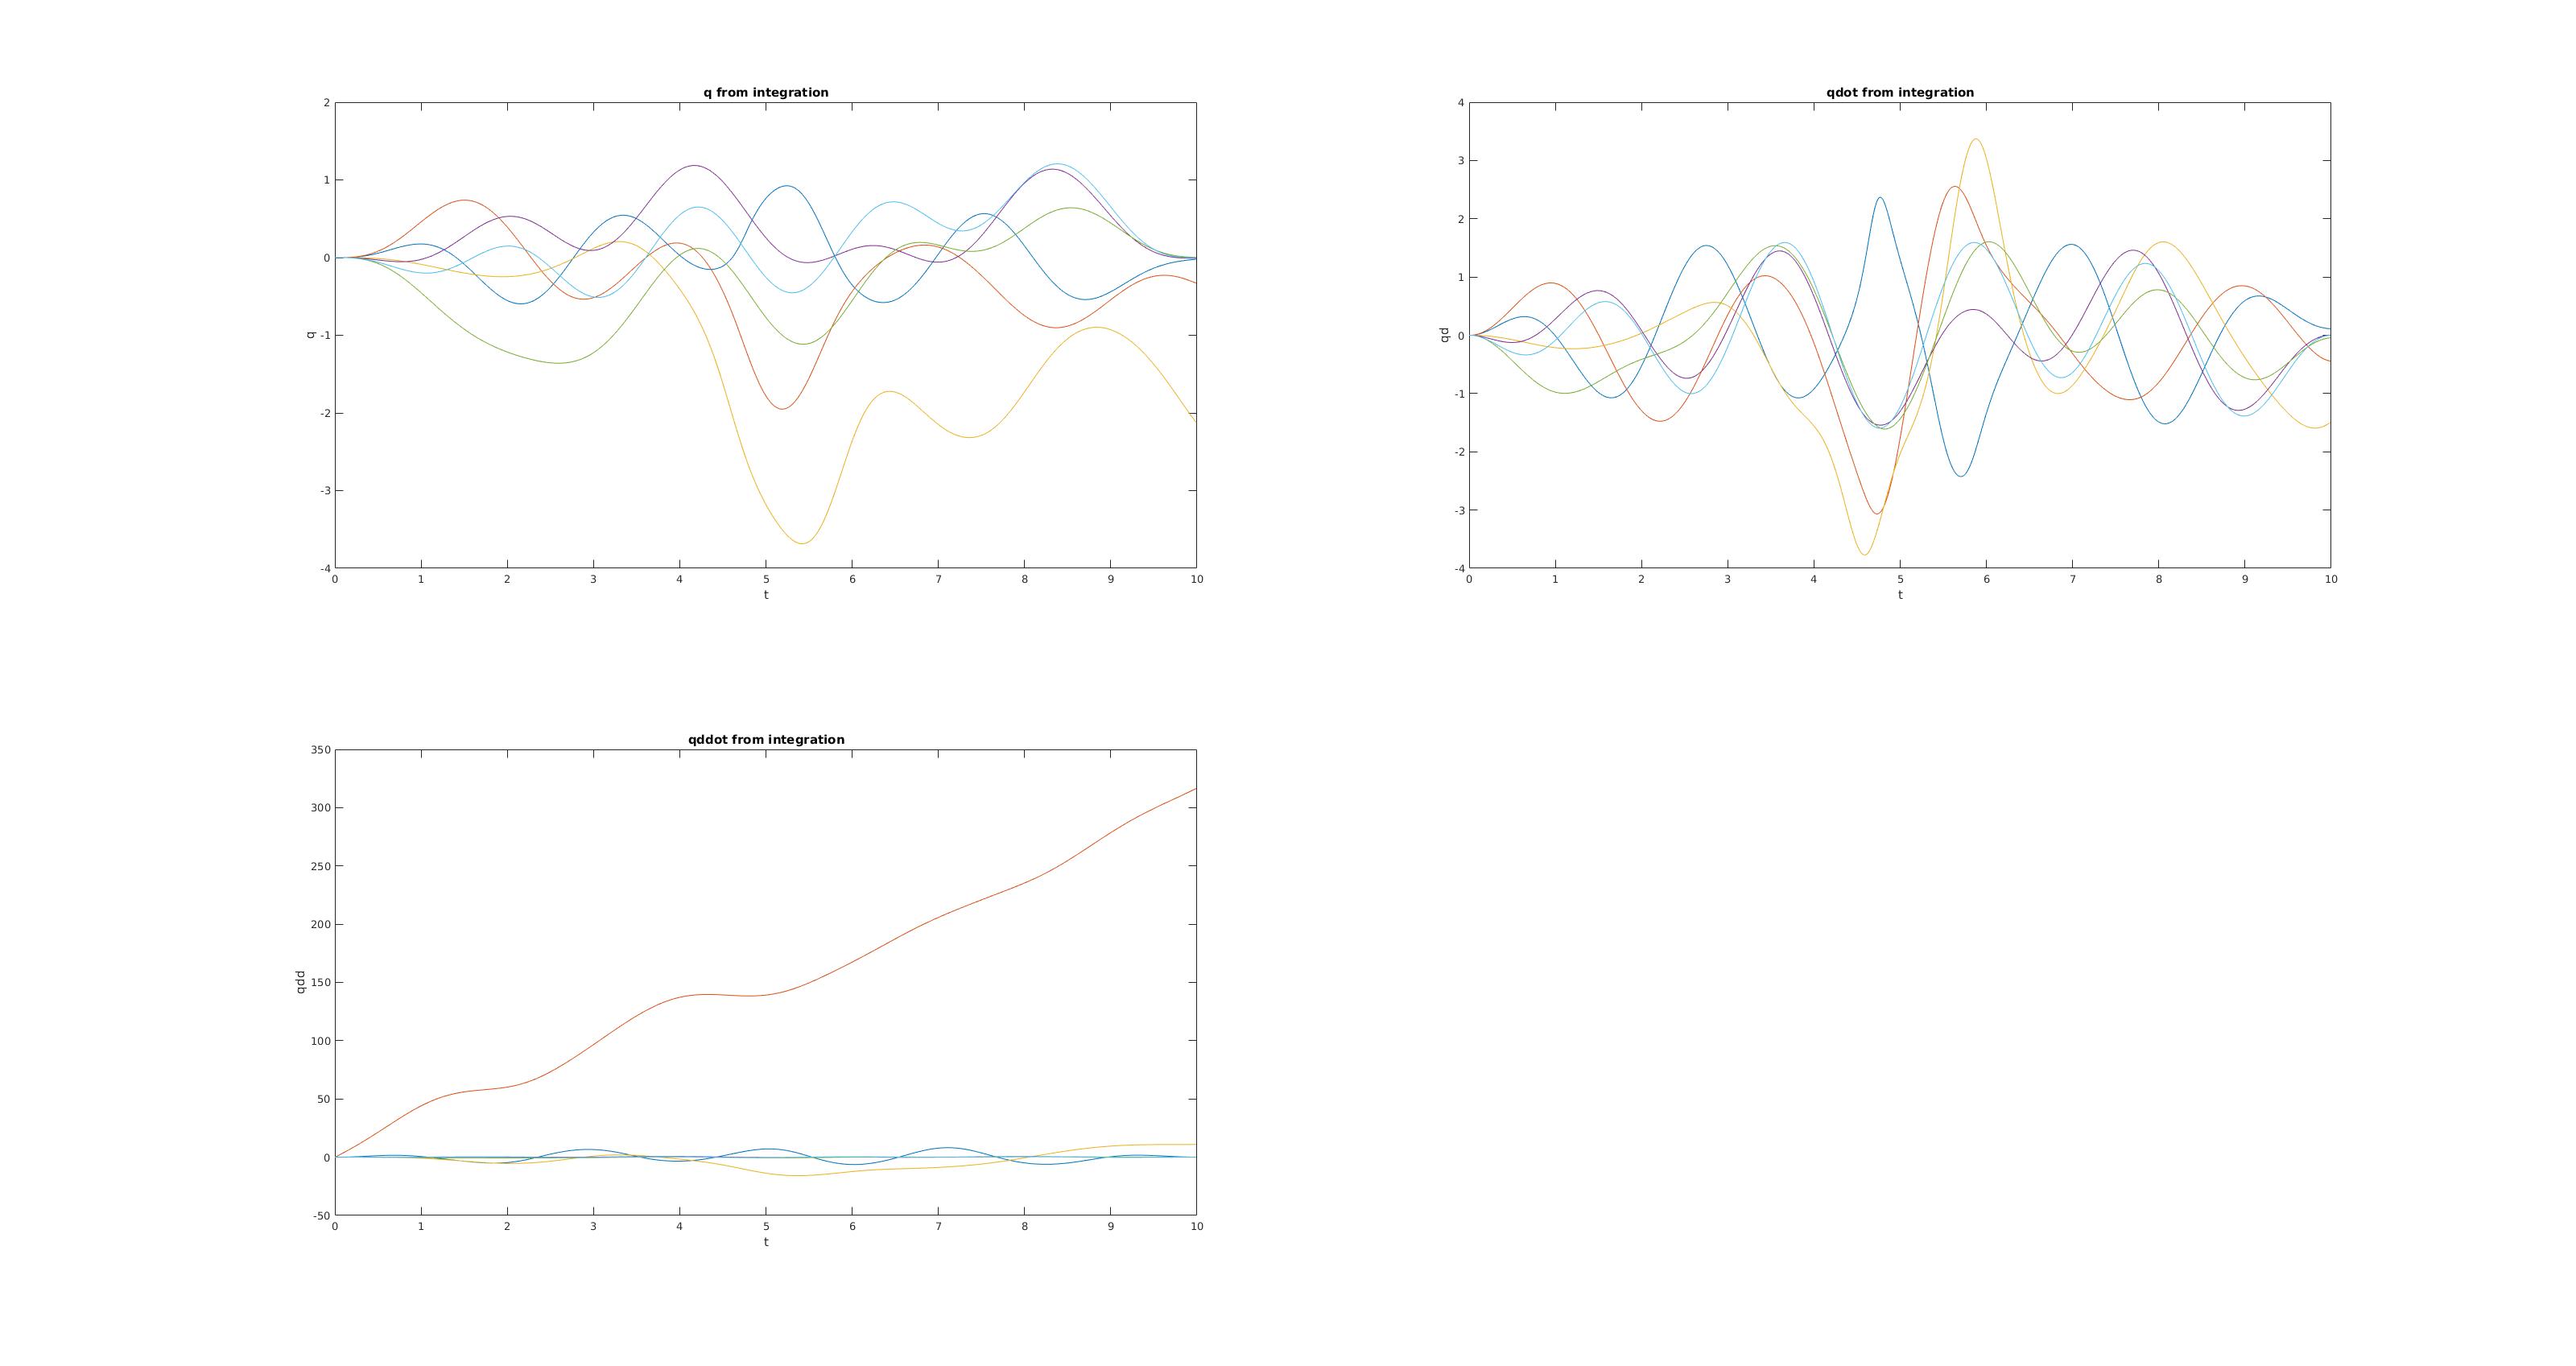 q from integration
2
1
0
-1
-2
-3
-4
q
0 1 2 3 4 5 6 7 8 9 10
t
qdot from integration
4
3
2
1
0
-1
-2
-3
-4
qd
0 1 2 3 4 5 6 7 8 9 10
t
qddot from integration
350
300
250
200
150
100
50
0
-50
qdd
0 1 2 3 4 5 6 7 8 9 10
t